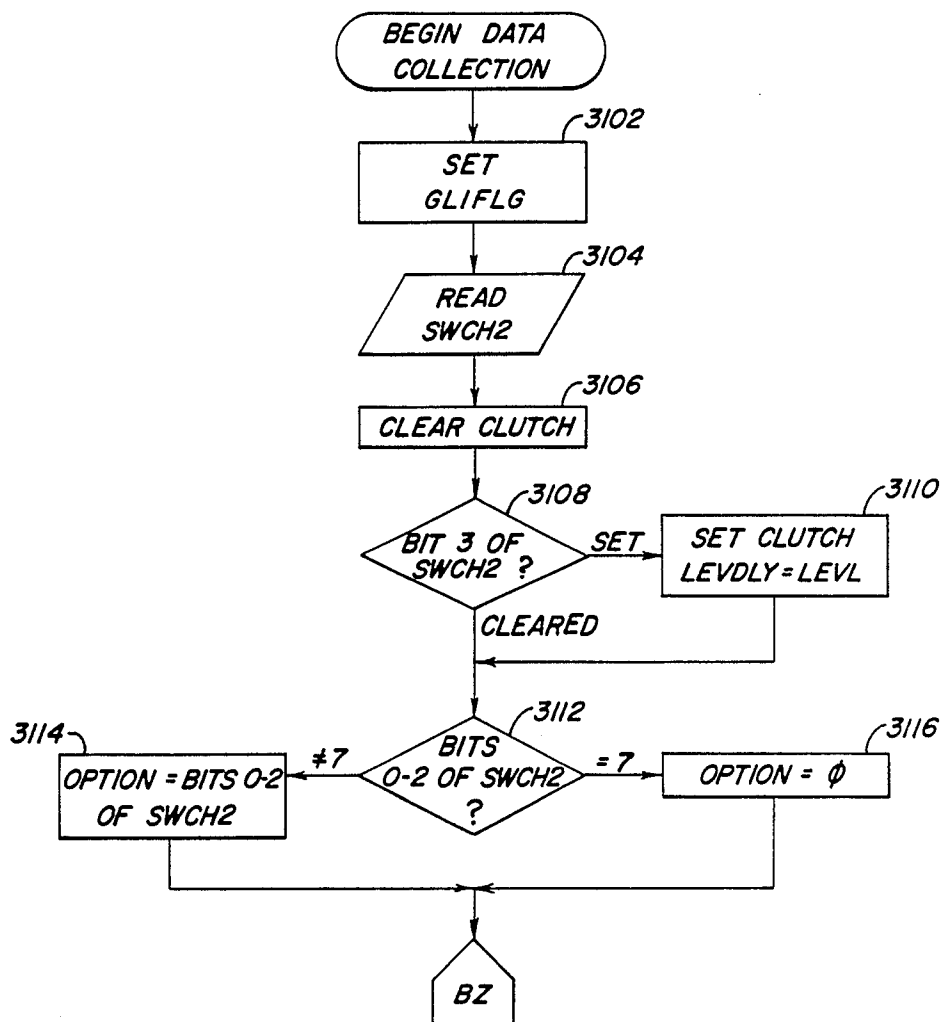 BEGIN DATA
COLLECTION
3102
SET
GLIFLG
3104
READ
SWCH2
3106
CLEAR CLUTCH
3108
BIT 3 OF
SWCH2 ?
SET
3110
SET CLUTCH
LEVDLY = LEVL
CLEARED
3112
BITS
0-2 OF SWCH2
?
≠7
3114
OPTION = BITS 0-2
OF SWCH2
= 7
3116
OPTION = ϕ
BZ